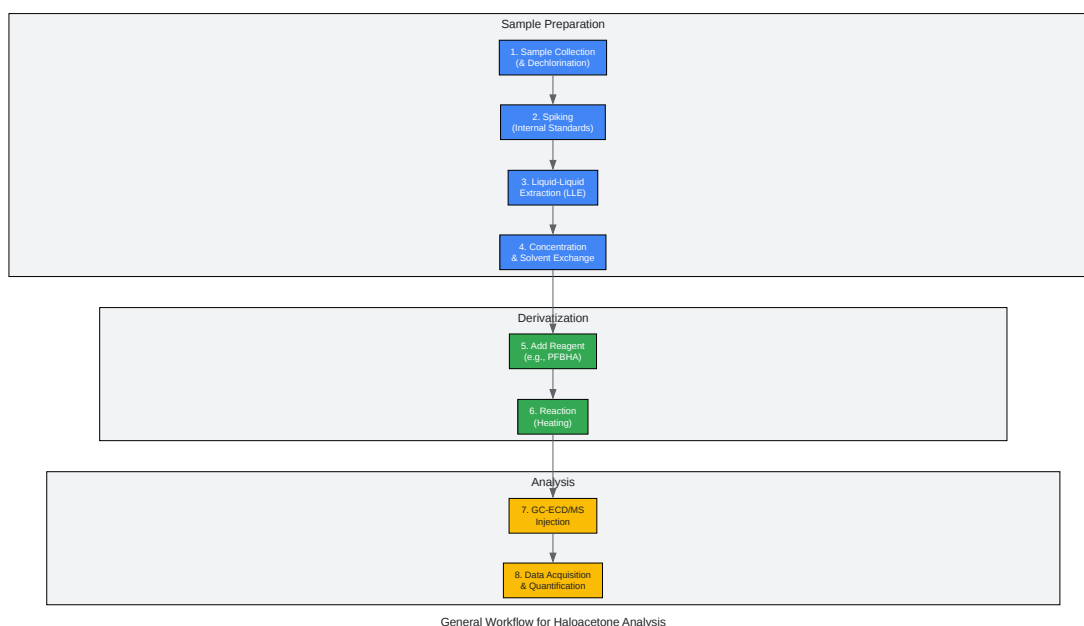 Sample Preparation
1. Sample Collection
(& Dechlorination)
2. Spiking
(Internal Standards)
3. Liquid-Liquid
Extraction (LLE)
4. Concentration
& Solvent Exchange
Derivatization
5. Add Reagent
(e.g., PFBHA)
6. Reaction
(Heating)
Analysis
7. GC-ECD/MS
Injection
8. Data Acquisition
& Quantification
General Workflow for Haloacetone Analysis